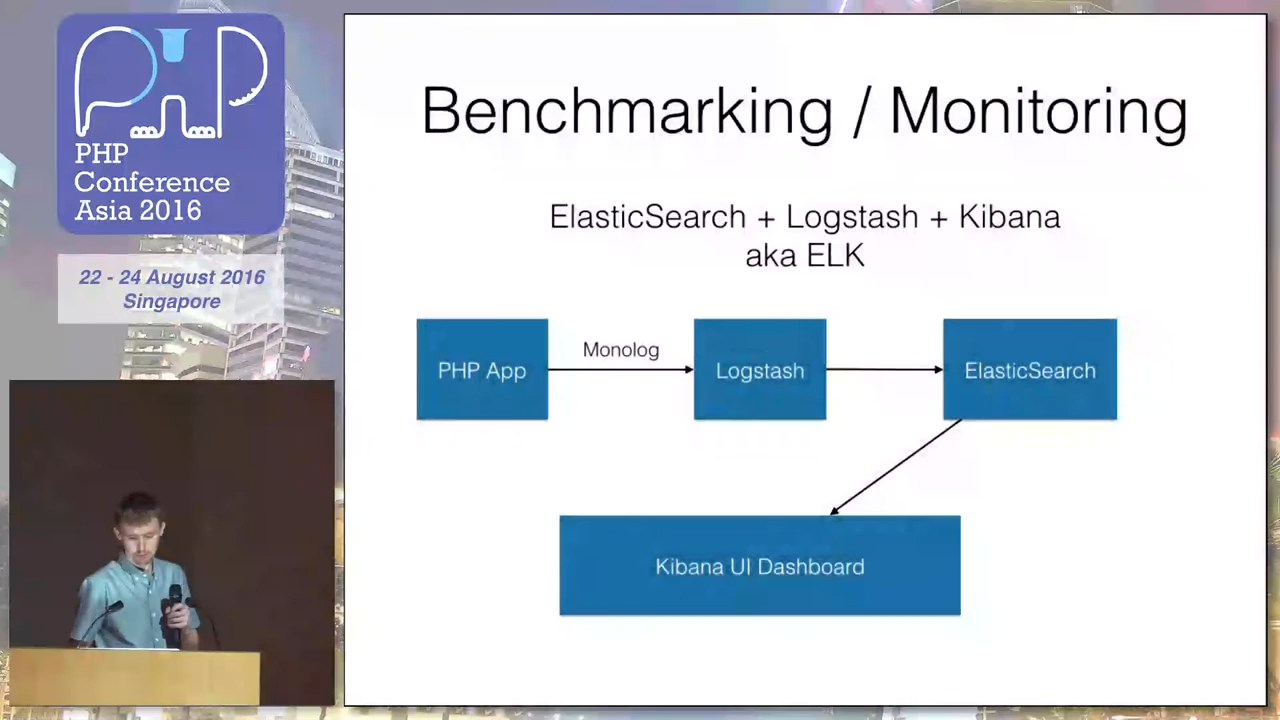 PHP
Conference
Asia 2016
22 - 24 August 2016
Singapore
Benchmarking / Monitoring
ElasticSearch + Logstash + Kibana
aka ELK
PHP App
Monolog
Logstash
ElasticSearch
Kibana UI Dashboard